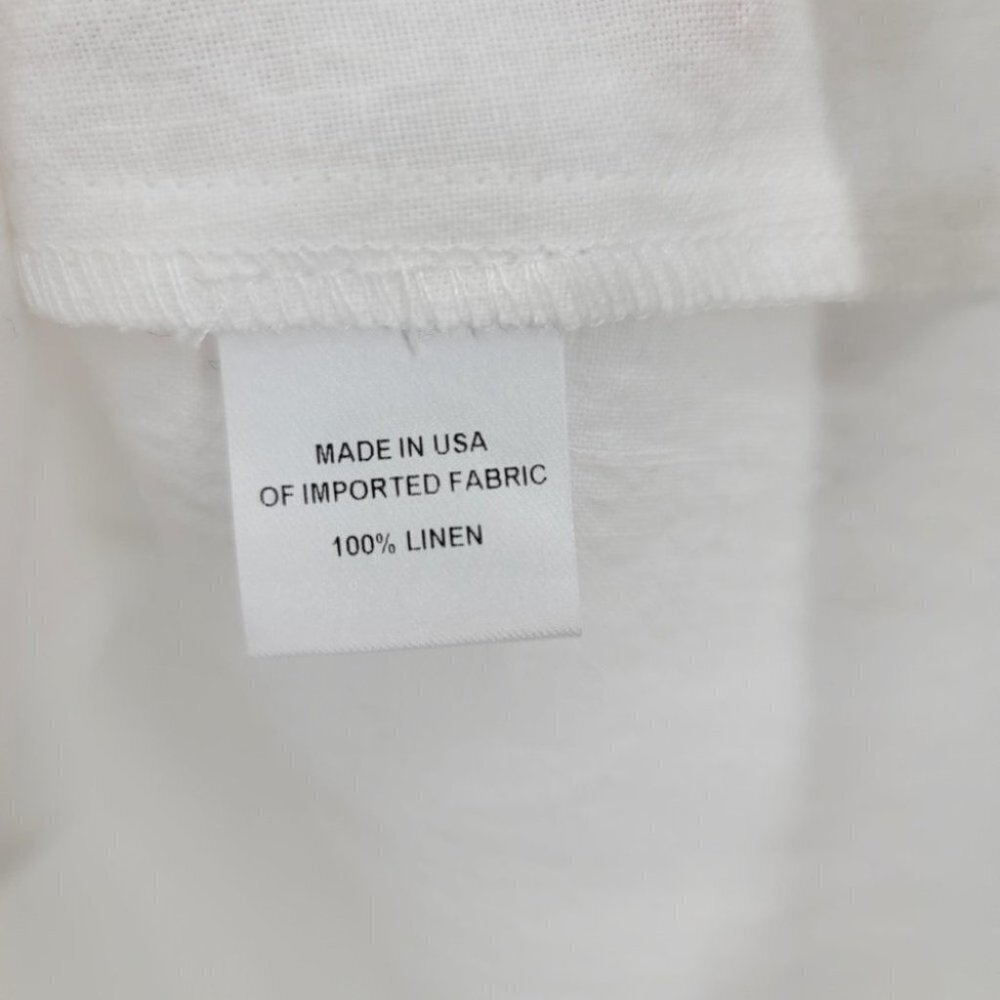 MADE IN USA
OF IMPORTED FABRIC
100% LINEN